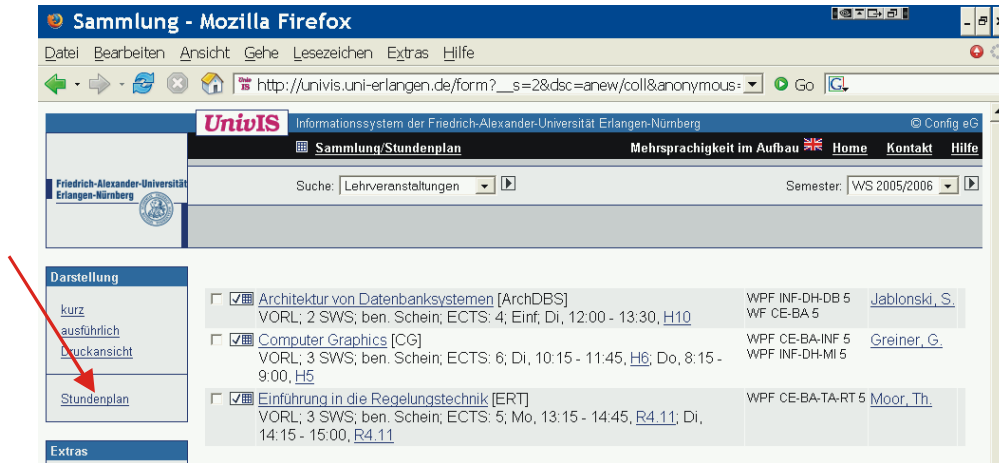 Sammlung - Mozilla Firefox
Datei Bearbeiten Ansicht Gehe Lesezeichen Extras Hilfe
http://univis.uni-erlangen.de/form?__s=2&dsc=anew/coll&anonymous= Go G
UnivIS Informationssystem der Friedrich-Alexander-Universität Erlangen-Nürnberg © Config eG
Sammlung/Stundenplan Mehrsprachigkeit im Aufbau Home Kontakt Hilfe
Friedrich-Alexander-Universität
Erlangen-Nürnberg
Suche: Lehrveranstaltungen Semester: WS 2005/2006
Darstellung
kurz
ausführlich
Druckansicht
Stundenplan
Extras
Architektur von Datenbanksystemen [ArchDBS] WPF INF-DH-DB 5 Jablonski, S.
VORL; 2 SWS; ben. Schein; ECTS: 4; Einf; Di, 12:00 - 13:30, H10 WF CE-BA 5
Computer Graphics [CG] WPF CE-BA-INF 5 Greiner, G.
VORL; 3 SWS; ben. Schein; ECTS: 6; Di, 10:15 - 11:45, H6; Do, 8:15 - WPF INF-DH-MI 5
9:00, H5
Einführung in die Regelungstechnik [ERT] WPF CE-BA-TA-RT 5 Moor, Th.
VORL; 3 SWS; ben. Schein; ECTS: 5; Mo, 13:15 - 14:45, R4.11; Di,
14:15 - 15:00, R4.11